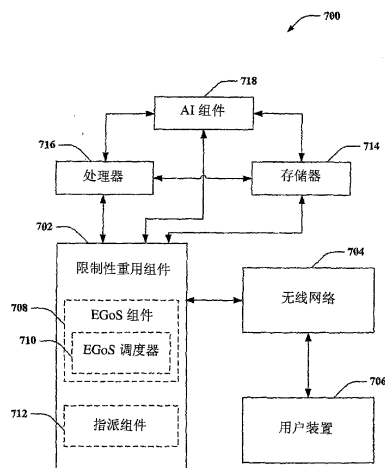 700
718
AI 组件
716
处理器
714
存储器
702
限制性重用组件
704
无线网络
708
EGoS 组件
710
EGoS 调度器
706
用户装置
712
指派组件